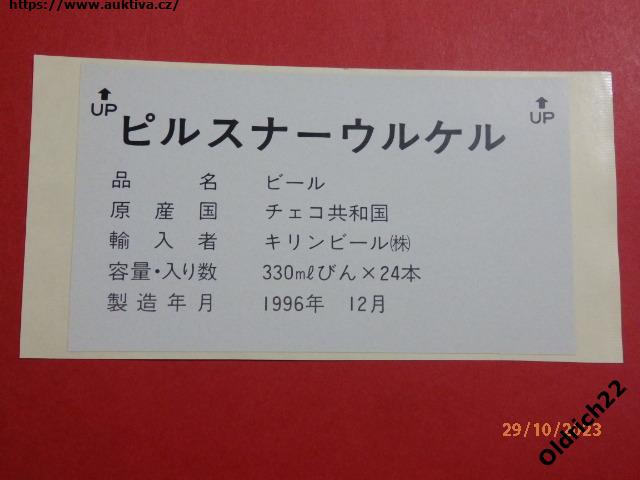 https://www.auktiva.cz/
UP
UP
ピルスナーウルケル
品名 ビール
原産国 チェコ共和国
輸入者 キリンビール㈱
容量・入り数 330mℓびん×24本
製造年月 1996年 12月
29/10/2023
Oldrich22